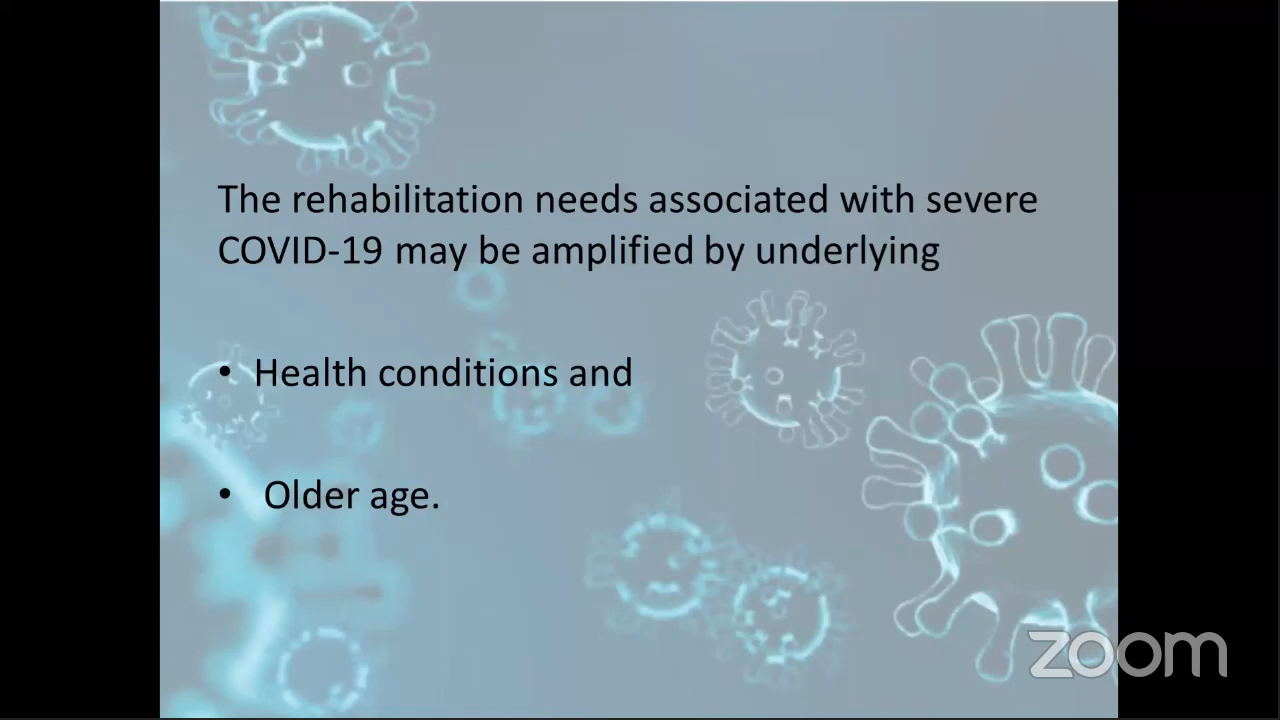 The rehabilitation needs associated with severe
COVID-19 may be amplified by underlying
• Health conditions and
• Older age.
zoom